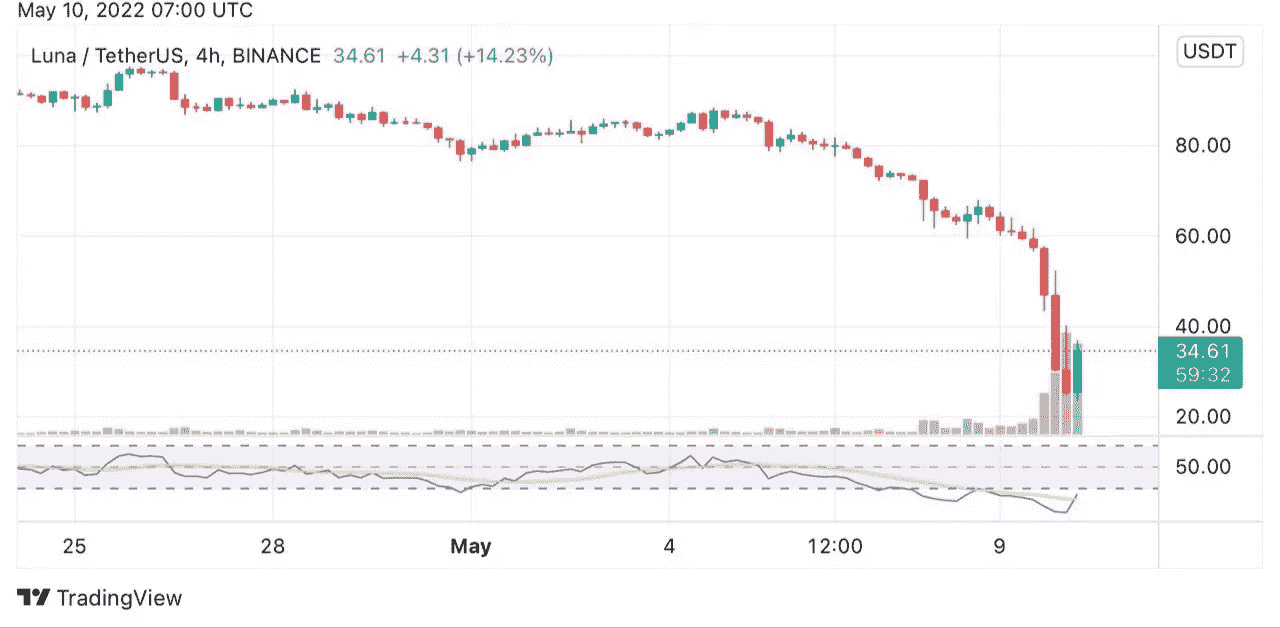 May 10, 2022 07:00 UTC
Luna / TetherUS, 4h, BINANCE 34.61 +4.31 (+14.23%)
USDT
80.00
60.00
40.00
34.61
59:32
20.00
50.00
25 28 May 4 12:00 9
TradingView